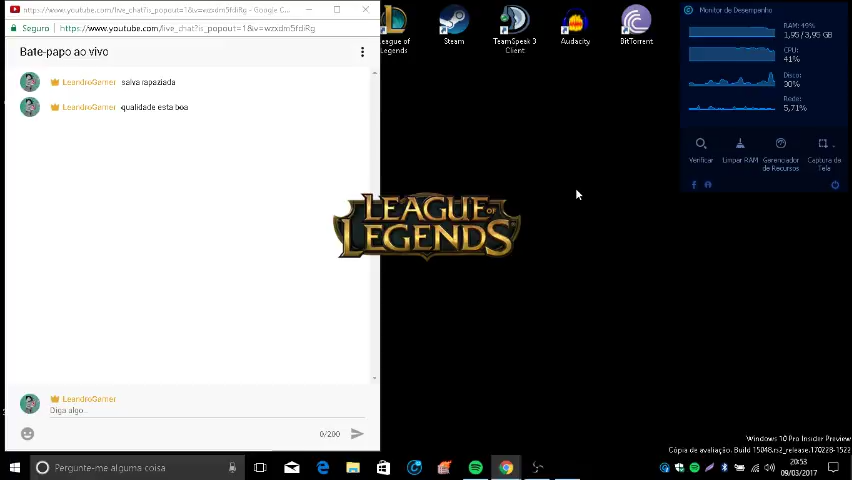 https://www.youtube.com/live_chat?is_popout=1&v=wzxdm5fdiRg - Google C...
Seguro
https://www.youtube.com/live_chat?is_popout=1&v=wzxdm5fdiRg
Bate-papo ao vivo
LeandroGamer salva rapaziada
LeandroGamer qualidade esta boa
LeandroGamer
Diga algo...
0/200
League of
Legends
Steam
TeamSpeak 3
Client
Audacity
BitTorrent
LEAGUE OF
LEGENDS
Monitor de Desempenho
RAM: 49%
1,95 / 3,95 GB
CPU:
41%
Disco:
30%
Rede:
5,71%
Verificar
Limpar RAM
Gerenciador
de Recursos
Captura de
Tela
Windows 10 Pro Insider Preview
Cópia de avaliação. Build 15048.rs2_release.170228-1522
Pergunte-me alguma coisa
20:53
09/03/2017